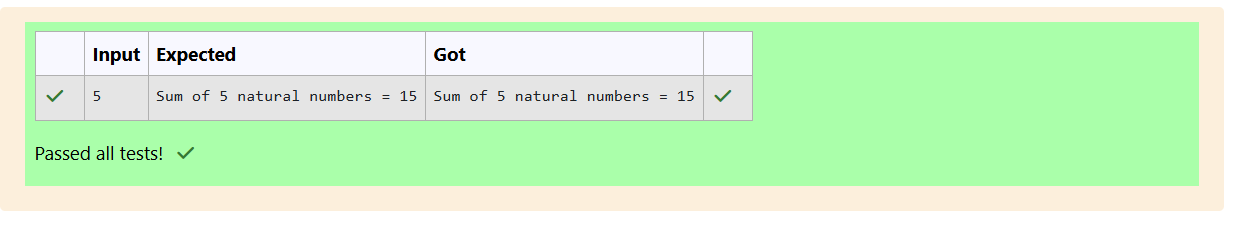 Input Expected Got
5 Sum of 5 natural numbers = 15 Sum of 5 natural numbers = 15
Passed all tests!